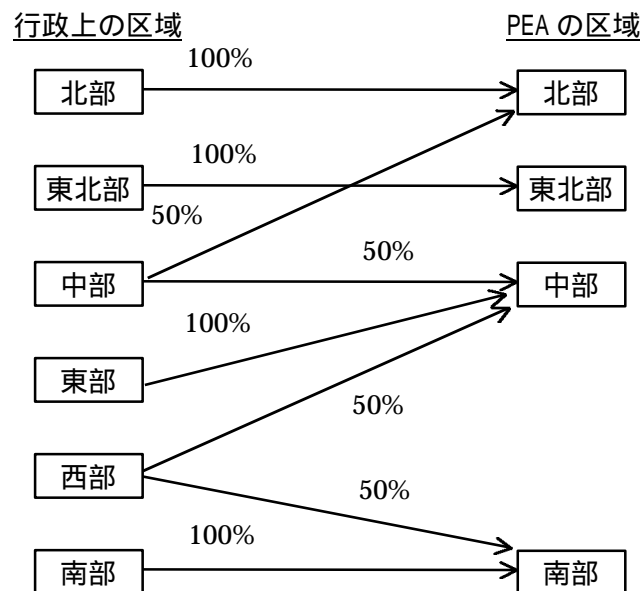 行政上の区域
PEA の区域
100%
北部
北部
100%
東北部
東北部
50%
50%
中部
中部
100%
東部
50%
西部
50%
100%
南部
南部